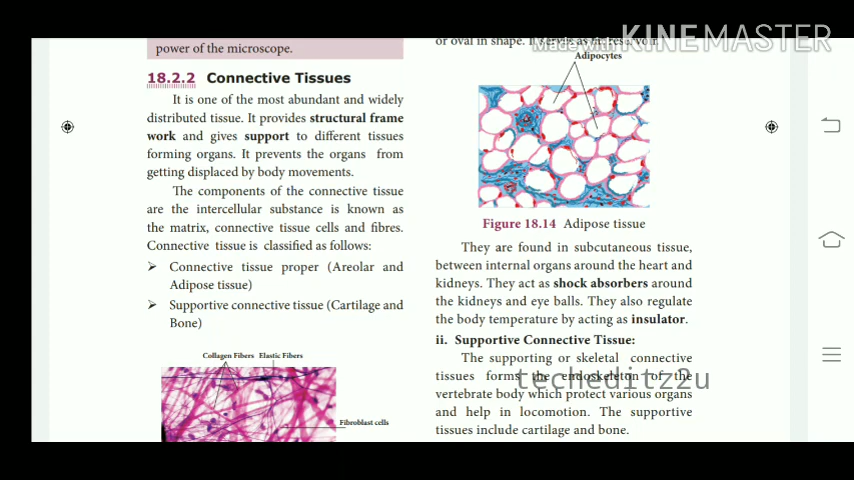 power of the microscope.
18.2.2 Connective Tissues
It is one of the most abundant and widely
distributed tissue. It provides structural frame
work and gives support to different tissues
forming organs. It prevents the organs from
getting displaced by body movements.
The components of the connective tissue
are the intercellular substance is known as
the matrix, connective tissue cells and fibres.
Connective tissue is classified as follows:
➢ Connective tissue proper (Areolar and
Adipose tissue)
➢ Supportive connective tissue (Cartilage and
Bone)
Collagen Fibers Elastic Fibers
Fibroblast cells
or oval in shape. It
Made with KINEMASTER
Adipocytes
Figure 18.14 Adipose tissue
They are found in subcutaneous tissue,
between internal organs around the heart and
kidneys. They act as shock absorbers around
the kidneys and eye balls. They also regulate
the body temperature by acting as insulator.
ii. Supportive Connective Tissue:
The supporting or skeletal connective
tissues forms the endoskeleton of the
techeditz2u
vertebrate body which protect various organs
and help in locomotion. The supportive
tissues include cartilage and bone.